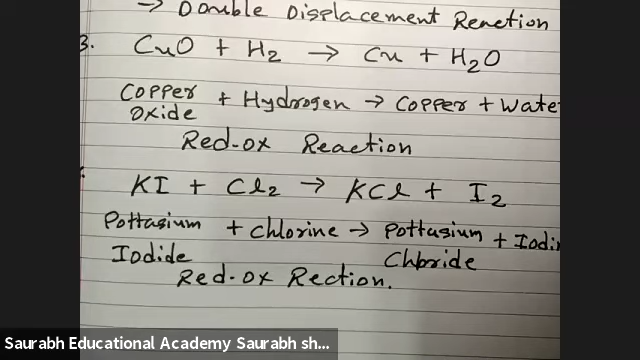 → Double Displacement Reaction
3. CuO + H2 → Cu + H2O
Copper + Hydrogen → Copper + Wate
Oxide
Red-ox Reaction
KI + Cl2 → KCl + I2
Pottasium + chlorine → Pottasium + Iodin
Iodide Chloride
Red-ox Rection.
Saurabh Educational Academy Saurabh sh...